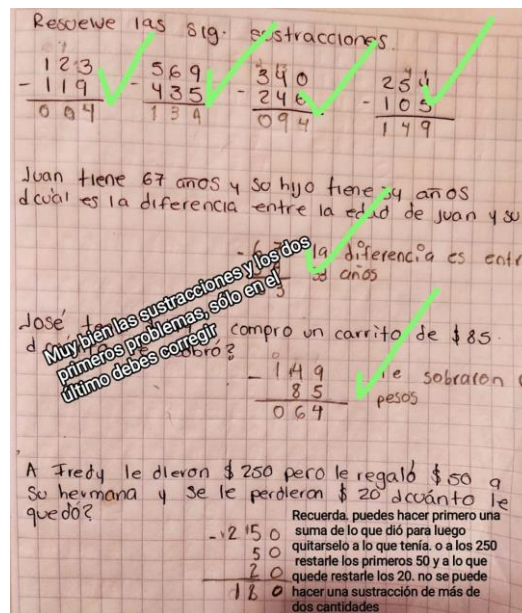 Resuelve las sig. sustracciones.
123 569 340 254
- 119 - 435 - 246 - 105
004 134 094 149
Juan tiene 67 años y su hijo tiene 34 años
dcuál es la diferencia entre la edad de Juan y su
la diferencia es entr
años
Muy bien las sustracciones y los dos
primeros problemas, sólo en el
último debes corregir
José
compro un carrito de $85.
sobró?
- 149 le sobraron
85 pesos
064
A Fredy le dieron $250 pero le regaló $50 a
su hermana y se le perdieron $20 dcuánto le
quedó?
- 250
50
20
180
Recuerda. puedes hacer primero una
suma de lo que dió para luego
quitarselo a lo que tenía. o a los 250
restarle los primeros 50 y a lo que
quede restarle los 20. no se puede
hacer una sustracción de más de
dos cantidades